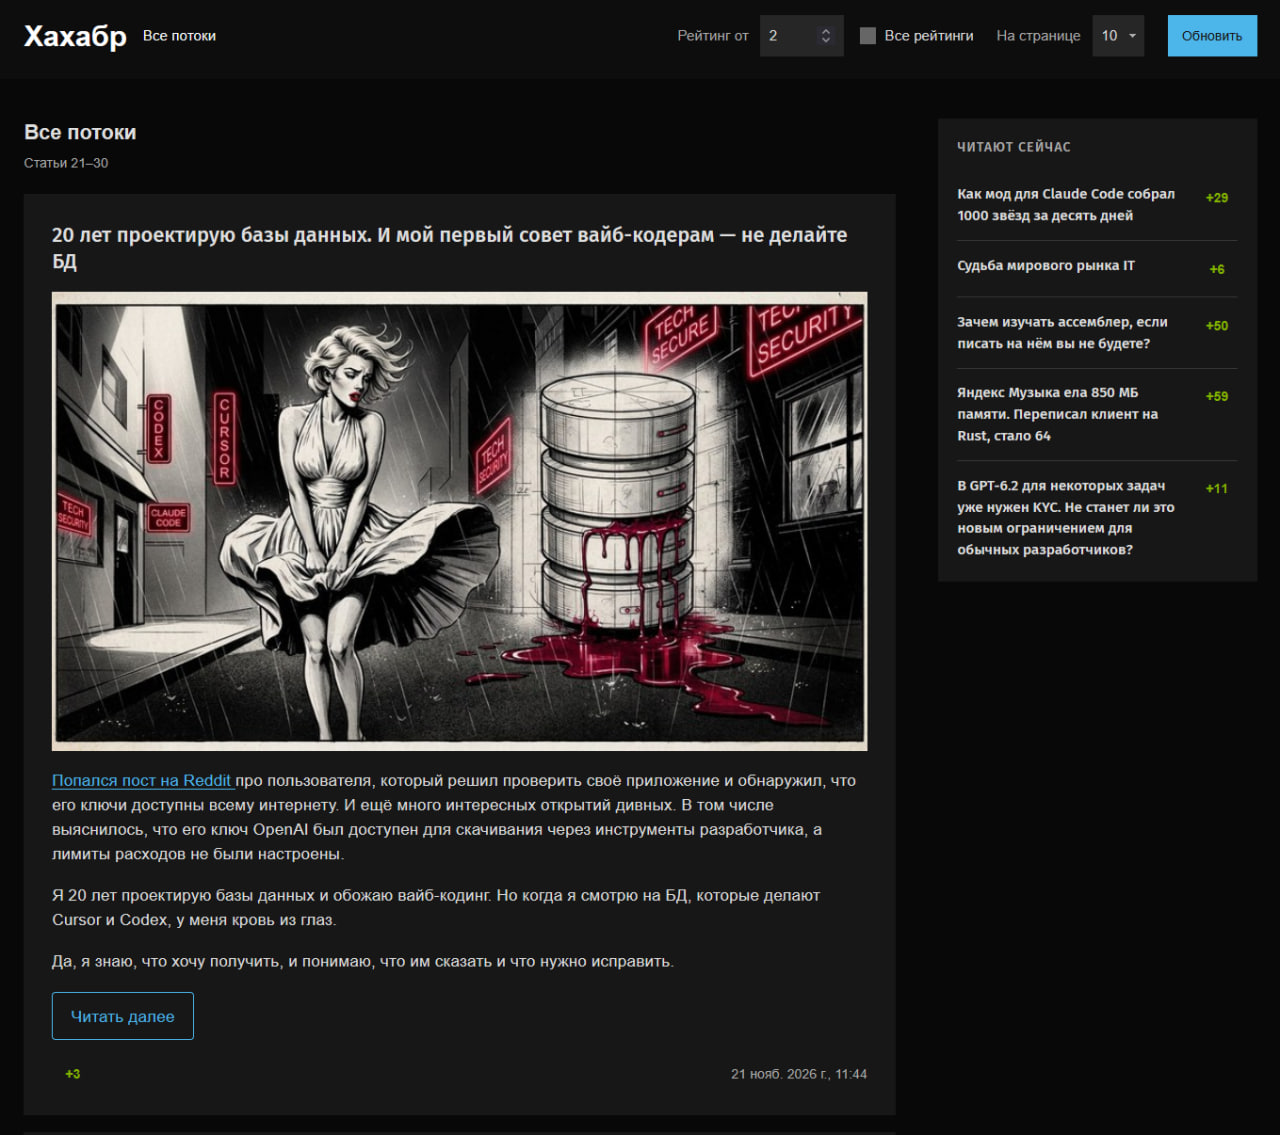 Хахабр
Все потоки
Рейтинг от
2
Все рейтинги
На странице
10
Обновить
Все потоки
Статьи 21–30
20 лет проектирую базы данных. И мой первый совет вайб-кодерам — не делайте
БД
CODEX
CURSOR
TECH
SECURITY
CLAUDE
CODE
TECH
SECURITY
TECH
SECURE
TECH
SECURITY
Попался пост на Reddit про пользователя, который решил проверить своё приложение и обнаружил, что
его ключи доступны всему интернету. И ещё много интересных открытий дивных. В том числе
выяснилось, что его ключ OpenAI был доступен для скачивания через инструменты разработчика, а
лимиты расходов не были настроены.
Я 20 лет проектирую базы данных и обожаю вайб-кодинг. Но когда я смотрю на БД, которые делают
Cursor и Codex, у меня кровь из глаз.
Да, я знаю, что хочу получить, и понимаю, что им сказать и что нужно исправить.
Читать далее
+3
21 нояб. 2026 г., 11:44
ЧИТАЮТ СЕЙЧАС
Как мод для Claude Code собрал
1000 звёзд за десять дней
+29
Судьба мирового рынка IT
+6
Зачем изучать ассемблер, если
писать на нём вы не будете?
+50
Яндекс Музыка ела 850 МБ
памяти. Переписал клиент на
Rust, стало 64
+59
В GPT-6.2 для некоторых задач
уже нужен KYC. Не станет ли это
новым ограничением для
обычных разработчиков?
+11